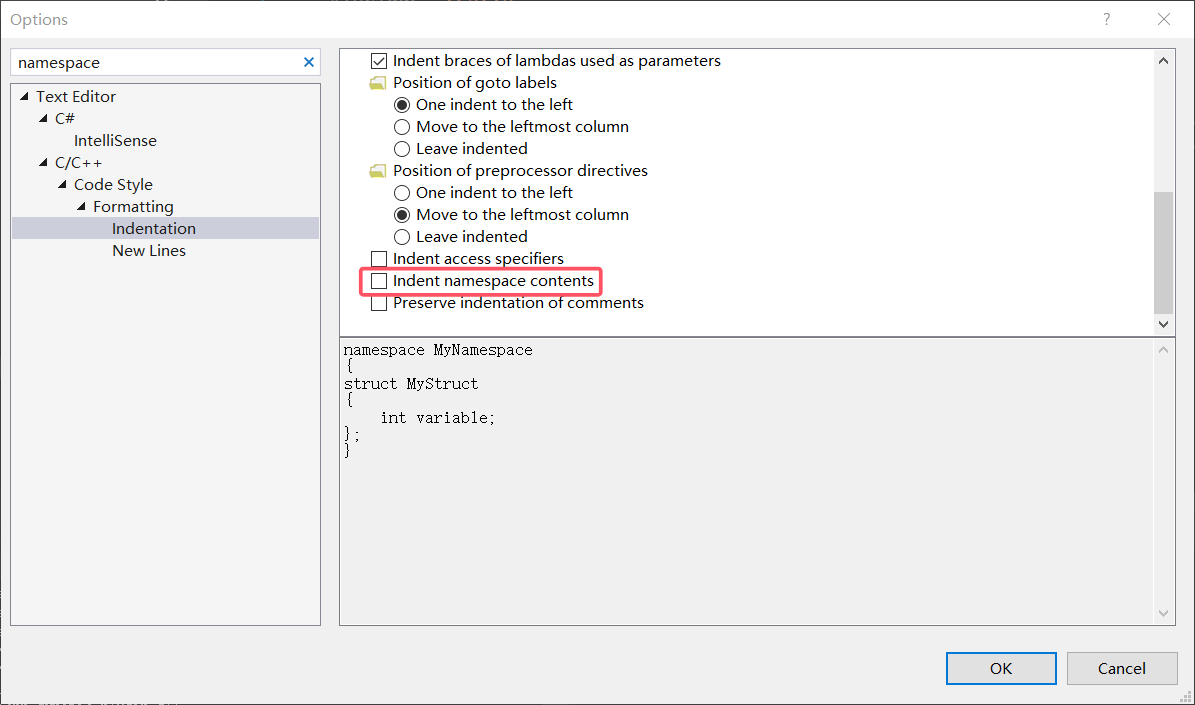 Options
namespace
Text Editor
C#
IntelliSense
C/C++
Code Style
Formatting
Indentation
New Lines
Indent braces of lambdas used as parameters
Position of goto labels
One indent to the left
Move to the leftmost column
Leave indented
Position of preprocessor directives
One indent to the left
Move to the leftmost column
Leave indented
Indent access specifiers
Indent namespace contents
Preserve indentation of comments
namespace MyNamespace
{
struct MyStruct
{
    int variable;
};
}
OK
Cancel